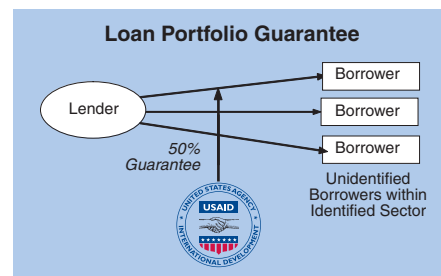 Loan Portfolio Guarantee
Lender
Borrower
Borrower
Borrower
50%
Guarantee
Unidentified
Borrowers within
Identified Sector
UNITED STATES AGENCY
USAID
INTERNATIONAL DEVELOPMENT